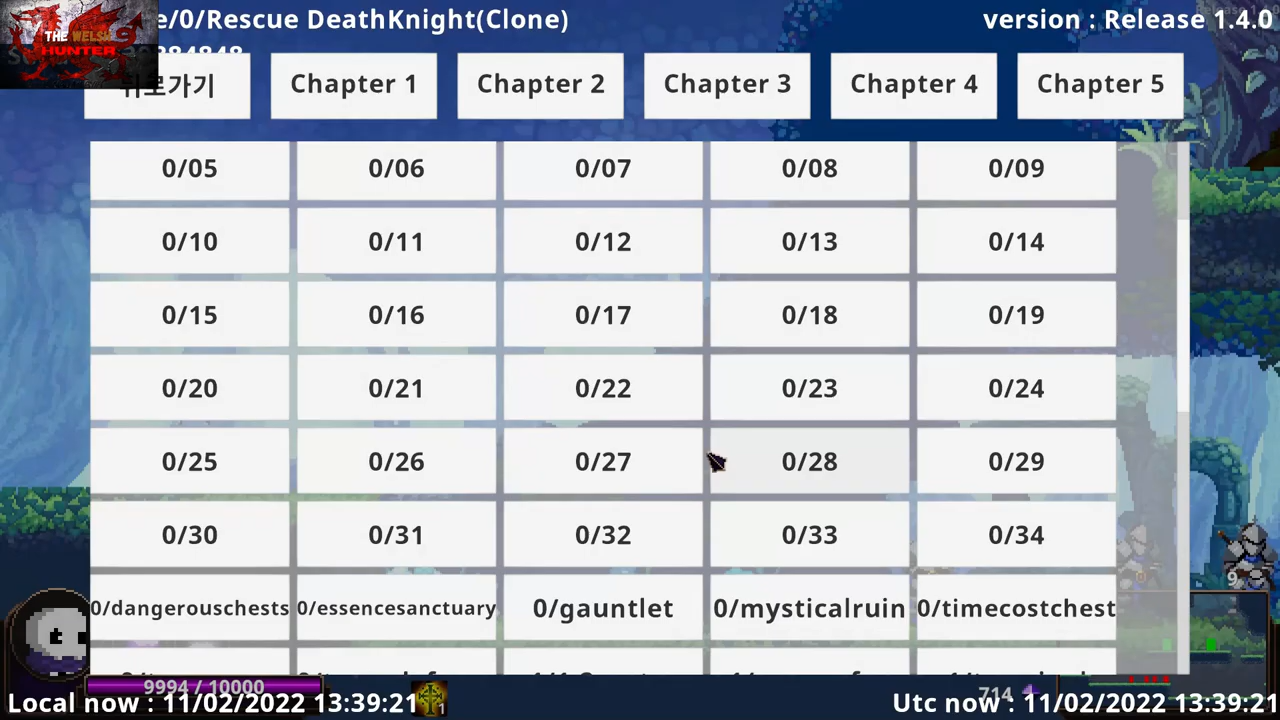 THE WELSH
HUNTER
e/0/Rescue DeathKnight(Clone)
version : Release 1.4.0
뒤로가기
Chapter 1
Chapter 2
Chapter 3
Chapter 4
Chapter 5
0/05
0/06
0/07
0/08
0/09
0/10
0/11
0/12
0/13
0/14
0/15
0/16
0/17
0/18
0/19
0/20
0/21
0/22
0/23
0/24
0/25
0/26
0/27
0/28
0/29
0/30
0/31
0/32
0/33
0/34
0/dangerouschests
0/essencesanctuary
0/gauntlet
0/mysticalruin
0/timecostchest
9
9994 / 10000
1
714
Local now : 11/02/2022 13:39:21
Utc now : 11/02/2022 13:39:21